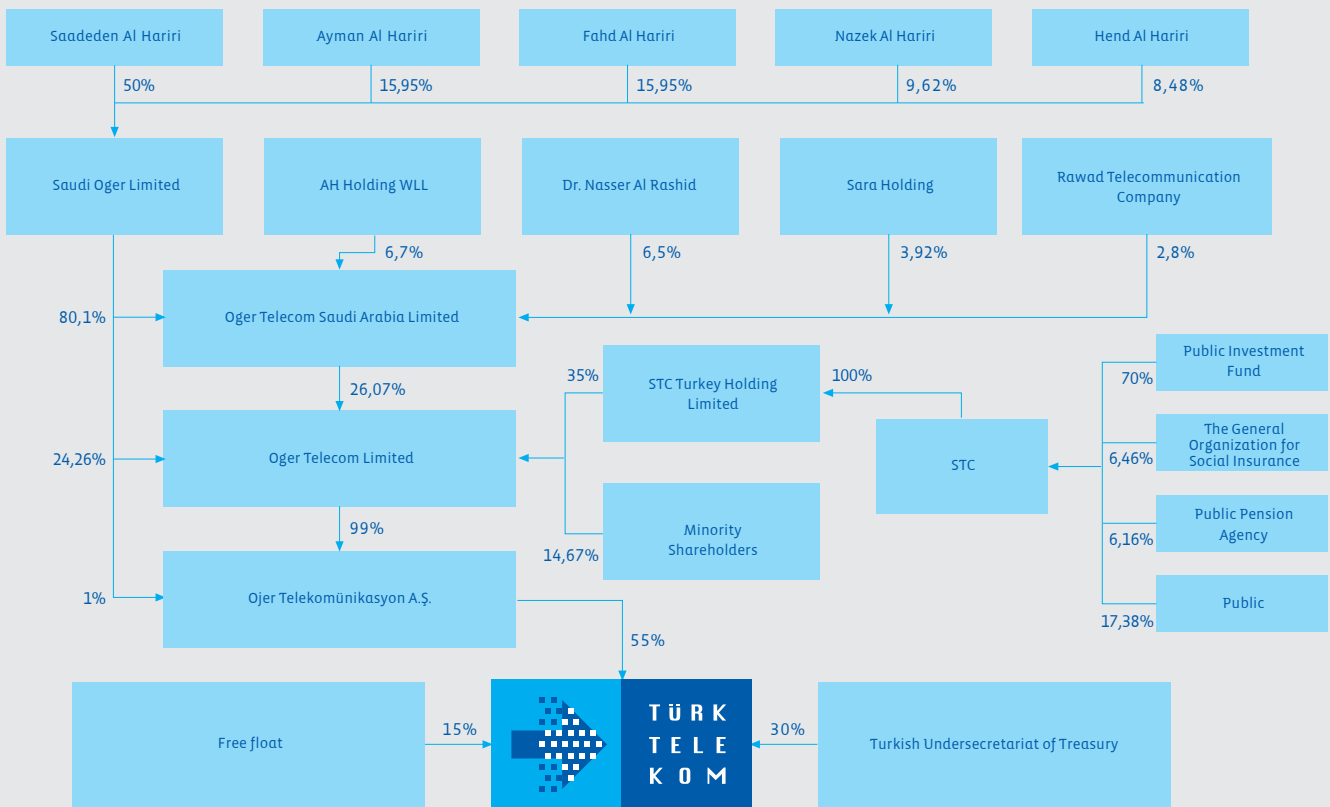 Saadeden Al Hariri
Ayman Al Hariri
Fahd Al Hariri
Nazek Al Hariri
Hend Al Hariri
50%
15,95%
15,95%
9,62%
8,48%
Saudi Oger Limited
AH Holding WLL
Dr. Nasser Al Rashid
Sara Holding
Rawad Telecommunication
Company
6,7%
6,5%
3,92%
2,8%
80,1%
Oger Telecom Saudi Arabia Limited
26,07%
35%
STC Turkey Holding
Limited
100%
Public Investment
Fund
70%
24,26%
Oger Telecom Limited
STC
The General
Organization for
Social Insurance
6,46%
99%
14,67%
Minority
Shareholders
Public Pension
Agency
6,16%
1%
Ojer Telekomünikasyon A.Ş.
Public
17,38%
55%
Free float
15%
TÜRK
TELE
KOM
30%
Turkish Undersecretariat of Treasury